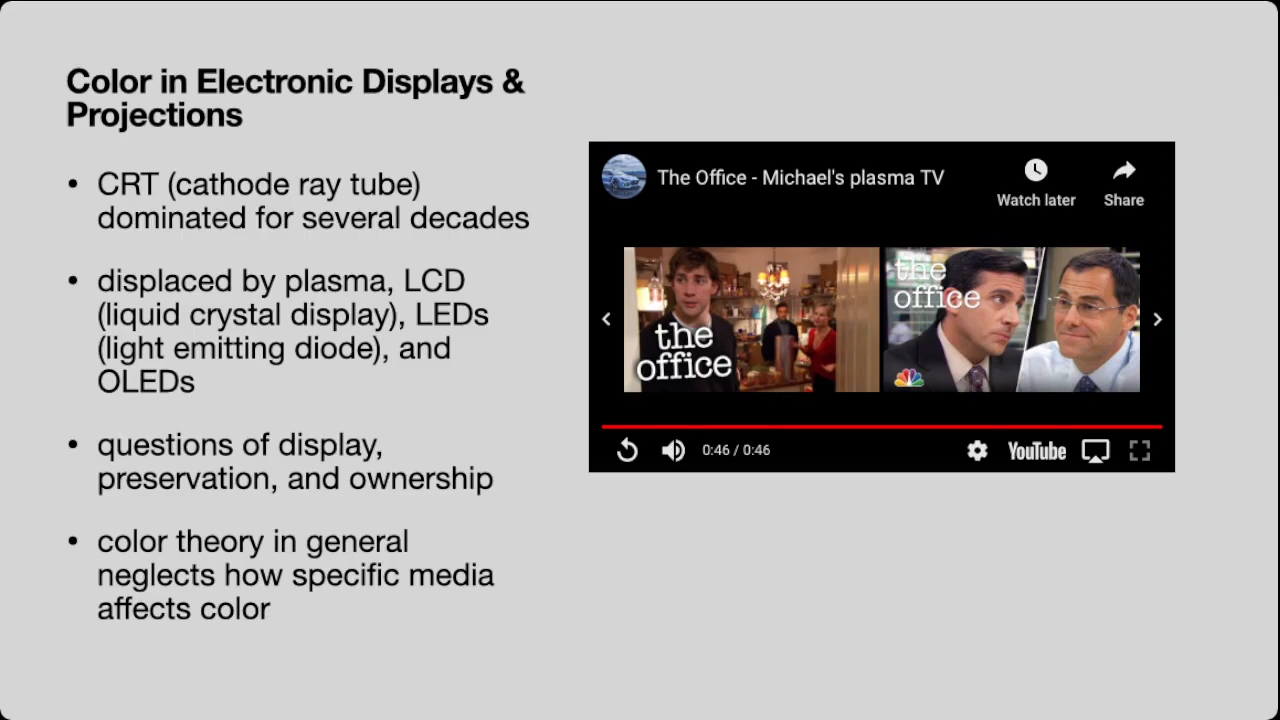 Color in Electronic Displays &
Projections
• CRT (cathode ray tube)
dominated for several decades
• displaced by plasma, LCD
(liquid crystal display), LEDs
(light emitting diode), and
OLEDs
• questions of display,
preservation, and ownership
• color theory in general
neglects how specific media
affects color
The Office - Michael's plasma TV
Watch later
Share
the
office
the
office
0:46 / 0:46
YouTube